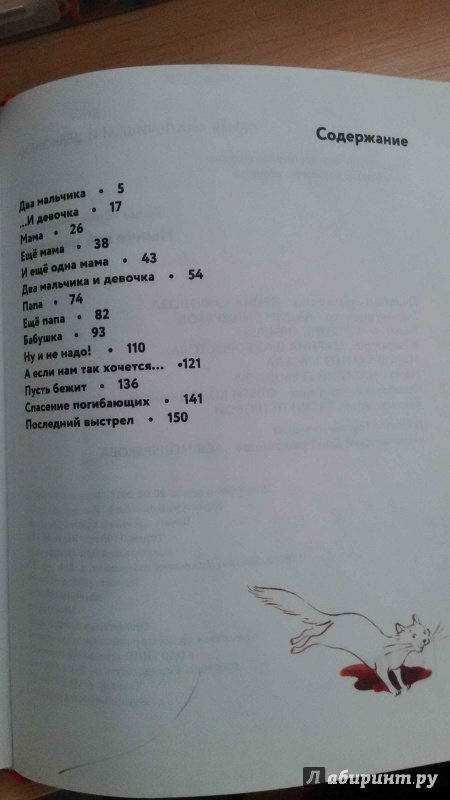 Содержание
Два мальчика • 5
...И девочка • 17
Мама • 26
Ещё мама • 38
И ещё одна мама • 43
Два мальчика и девочка • 54
Папа • 74
Ещё папа • 82
Бабушка • 93
Ну и не надо! • 110
А если нам так хочется... •121
Пусть бежит • 136
Спасение погибающих • 141
Последний выстрел • 150
Лабиринт.ру